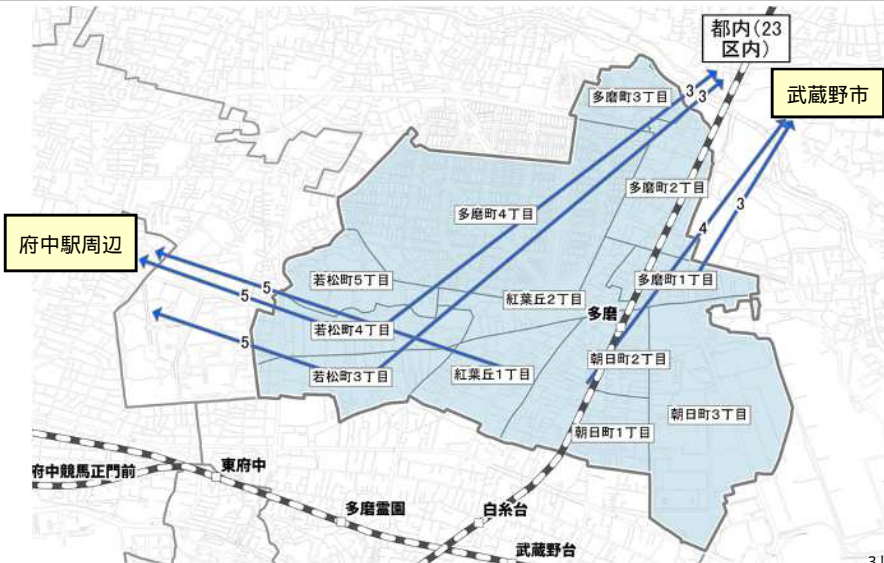 都内(23
区内)
武蔵野市
3
3
多磨町3丁目
多磨町2丁目
多磨町4丁目
3
4
府中駅周辺
若松町5丁目
多磨町1丁目
5
5
紅葉丘2丁目
多磨
若松町4丁目
5
朝日町2丁目
若松町3丁目
紅葉丘1丁目
朝日町3丁目
朝日町1丁目
府中競馬正門前
東府中
多磨霊園
白糸台
武蔵野台